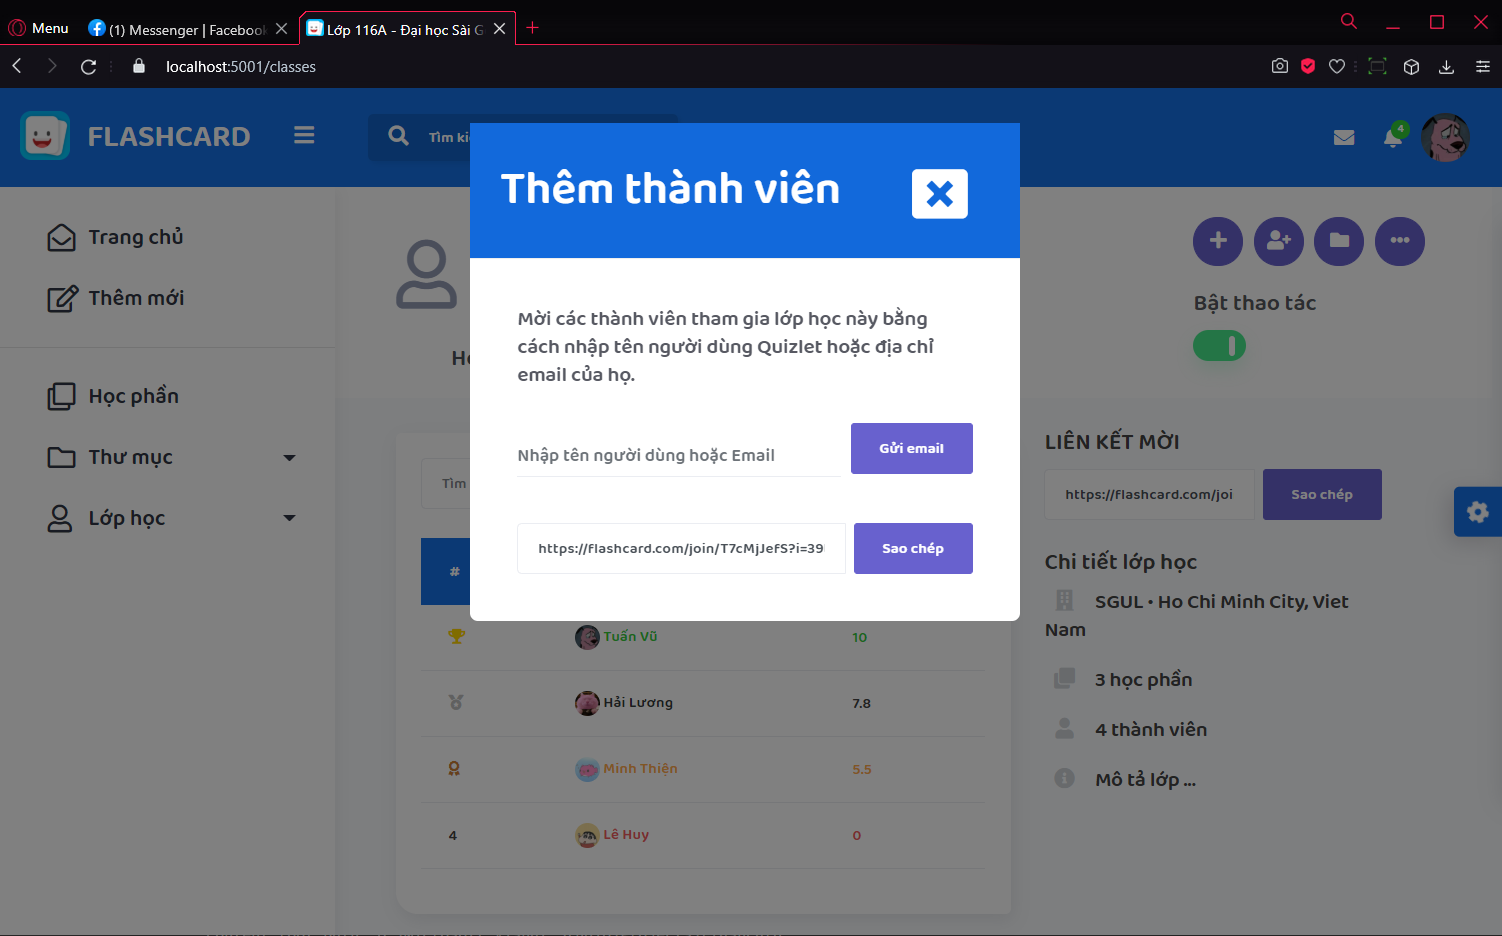 Menu
(1) Messenger | Facebook
Lớp 116A - Đại học Sài G
localhost:5001/classes
FLASHCARD
Tìm
4
Thêm thành viên
Trang chủ
Thêm mới
Học phần
Thư mục
Lớp học
Mời các thành viên tham gia lớp học này bằng
cách nhập tên người dùng Quizlet hoặc địa chỉ
email của họ.
Nhập tên người dùng hoặc Email
Gửi email
https://flashcard.com/join/T7cMjJefS?i=39
Sao chép
Bật thao tác
LIÊN KẾT MỜI
https://flashcard.com/joi
Sao chép
Chi tiết lớp học
SGUL • Ho Chi Minh City, Viet
Nam
3 học phần
4 thành viên
Mô tả lớp ...
Tìm
#
Tuấn Vũ
10
Hải Lương
7.8
Minh Thiện
5.5
4
Lê Huy
0